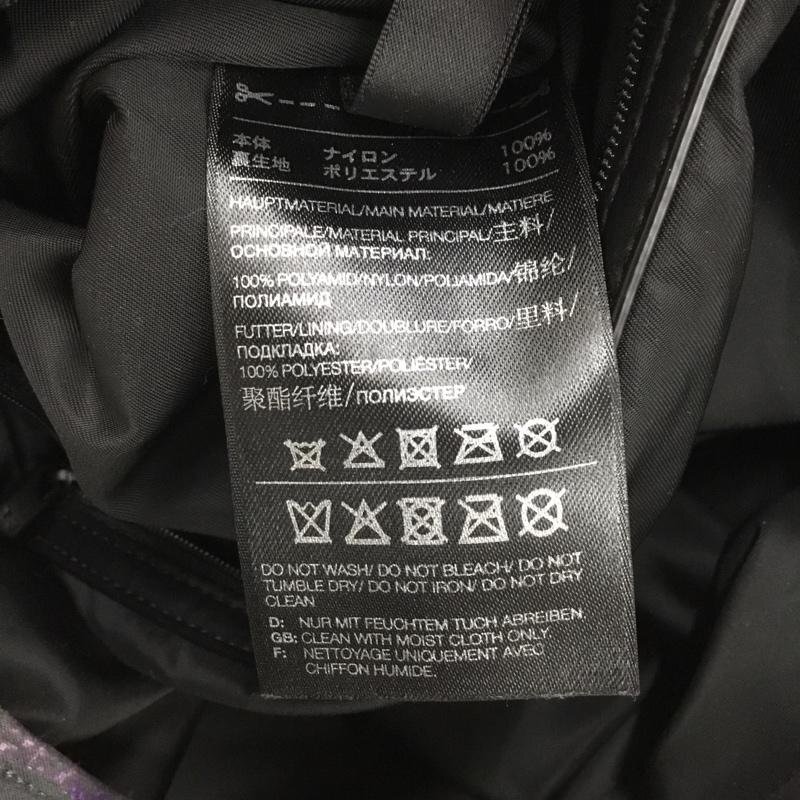 本体 ナイロン 100%
裏生地 ポリエステル 100%
HAUPTMATERIAL/MAIN MATERIAL/MATIERE
PRINCIPALE/MATERIAL PRINCIPAL/主料/
ОСНОВНОЙ МАТЕРИАЛ:
100% POLYAMID/NYLON/POLIAMIDA/锦纶/
ПОЛИАМИД
FUTTER/LINING/DOUBLURE/FORRO/里料/
ПОДКЛАДКА:
100% POLYESTER/POLIÉSTER/
聚酯纤维/ПОЛИЭСТЕР
DO NOT WASH/ DO NOT BLEACH/ DO NOT
TUMBLE DRY/ DO NOT IRON/ DO NOT DRY
CLEAN
D: NUR MIT FEUCHTEM TUCH ABREIBEN.
GB: CLEAN WITH MOIST CLOTH ONLY.
F: NETTOYAGE UNIQUEMENT AVEC
CHIFFON HUMIDE.